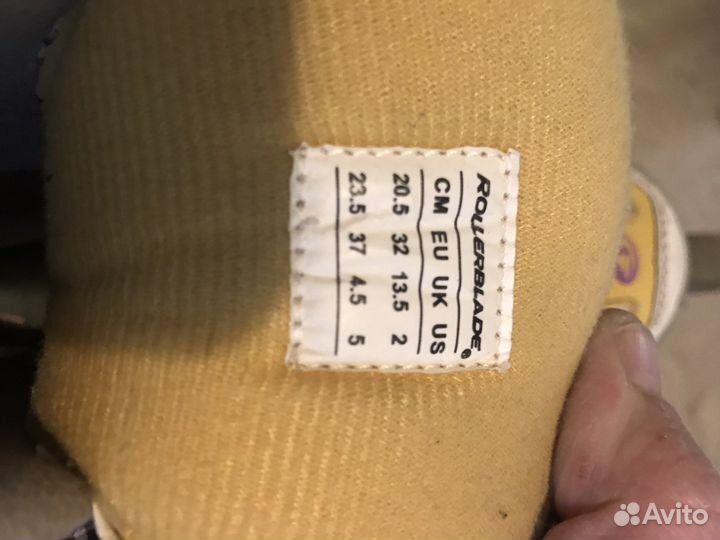 ROLLERBLADE®
CM EU UK US
20.5 32 13.5 2
23.5 37 4.5 5
Avito